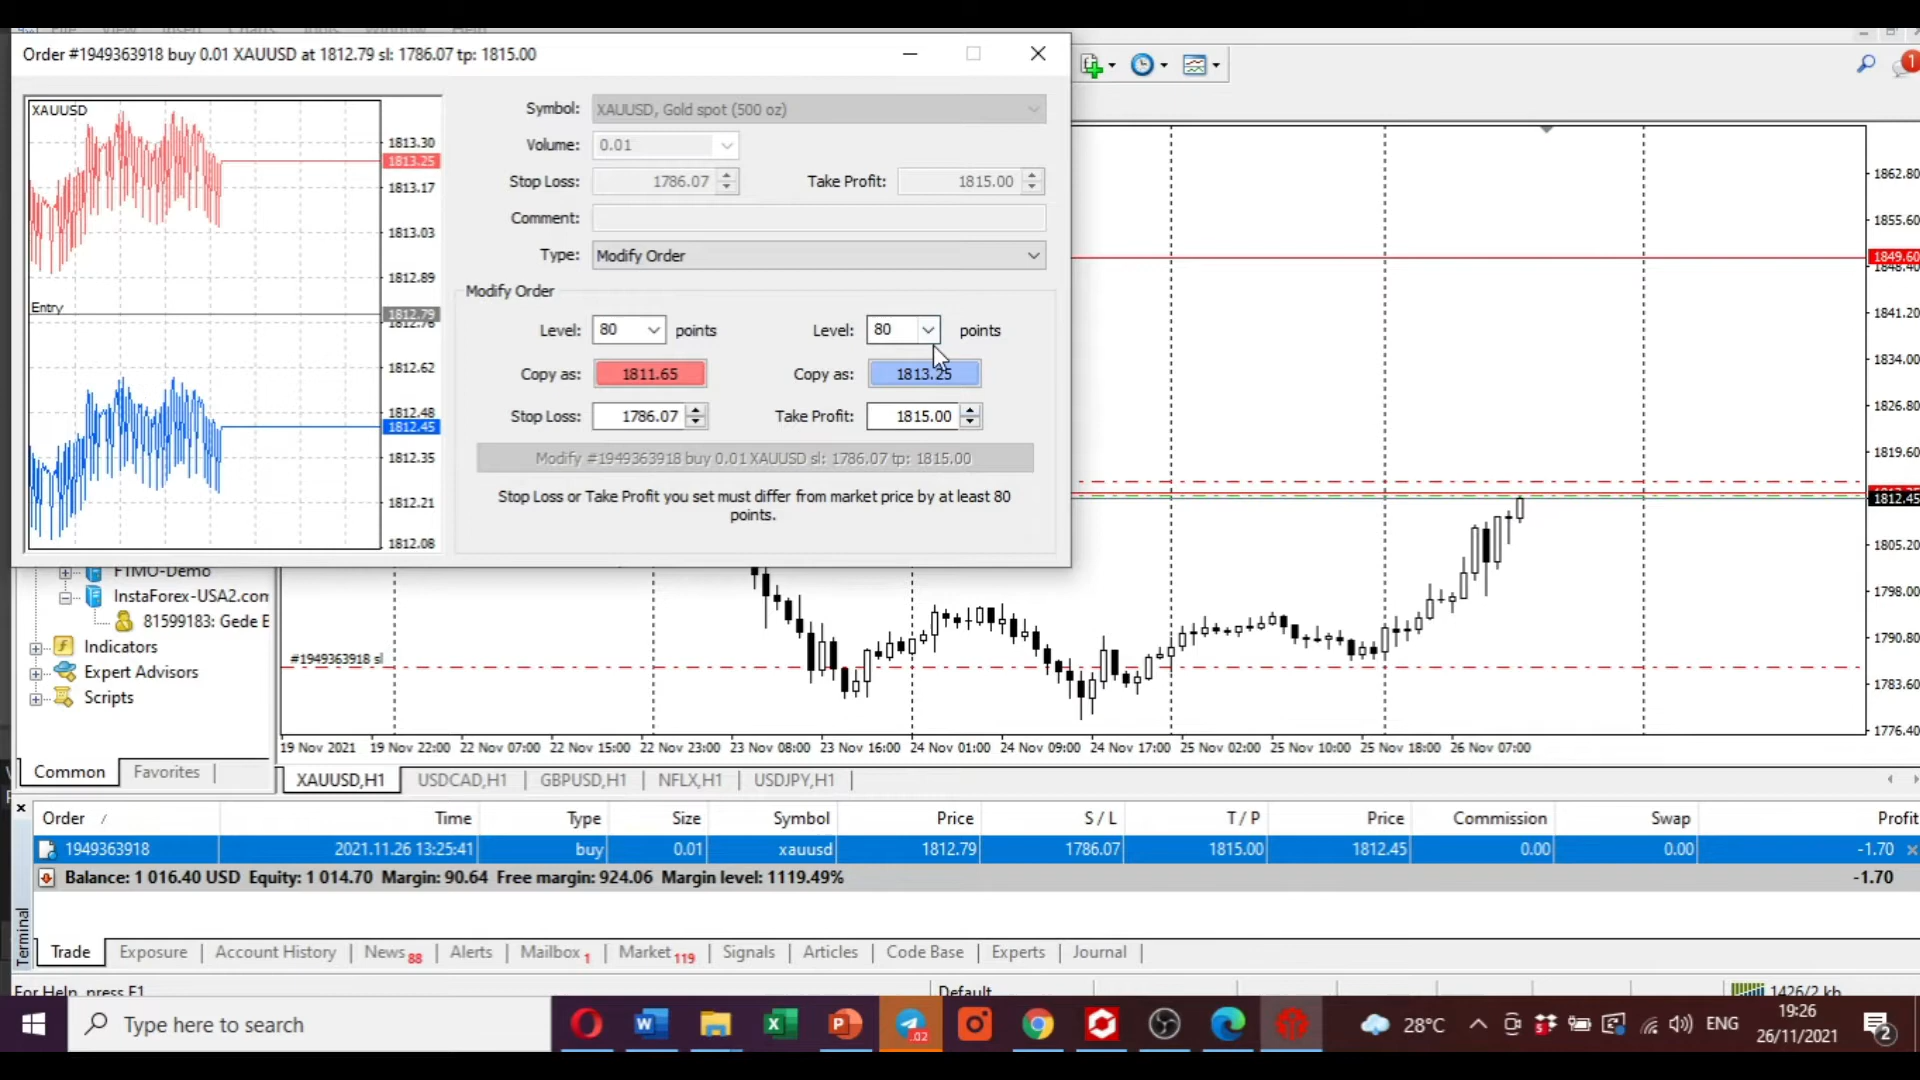 Order #1949363918 buy 0.01 XAUUSD at 1812.79 sl: 1786.07 tp: 1815.00
XAUUSD
1813.30
1813.25
1813.17
1813.03
1812.89
Entry
1812.79
1812.76
1812.62
1812.48
1812.45
1812.35
1812.21
1812.08
Symbol: XAUUSD, Gold spot (500 oz)
Volume: 0.01
Stop Loss: 1786.07 Take Profit: 1815.00
Comment:
Type: Modify Order
Modify Order
Level: 80 points Level: 80 points
Copy as: 1811.65 Copy as: 1813.25
Stop Loss: 1786.07 Take Profit: 1815.00
Modify #1949363918 buy 0.01 XAUUSD sl: 1786.07 tp: 1815.00
Stop Loss or Take Profit you set must differ from market price by at least 80
points.
1
1862.80
1855.60
1849.60
1848.40
1841.20
1834.00
1826.80
1819.60
1812.45
1805.20
1798.00
1790.80
1783.60
1776.40
FTMO-Demo
InstaForex-USA2.com
81599183: Gede E
Indicators
Expert Advisors
Scripts
Common Favorites
#1949363918 sl
19 Nov 2021 19 Nov 22:00 22 Nov 07:00 22 Nov 15:00 22 Nov 23:00 23 Nov 08:00 23 Nov 16:00 24 Nov 01:00 24 Nov 09:00 24 Nov 17:00 25 Nov 02:00 25 Nov 10:00 25 Nov 18:00 26 Nov 07:00
XAUUSD,H1 USDCAD,H1 GBPUSD,H1 NFLX,H1 USDJPY,H1
Order / Time Type Size Symbol Price S / L T / P Price Commission Swap Profit
1949363918 2021.11.26 13:25:41 buy 0.01 xauusd 1812.79 1786.07 1815.00 1812.45 0.00 0.00 -1.70
Balance: 1 016.40 USD Equity: 1 014.70 Margin: 90.64 Free margin: 924.06 Margin level: 1119.49% -1.70
Terminal
Trade Exposure Account History News 88 Alerts Mailbox 1 Market 119 Signals Articles Code Base Experts Journal
For Help, press F1 Default 1426/2 kb
Type here to search
.02
28°C
ENG
19:26
26/11/2021
2